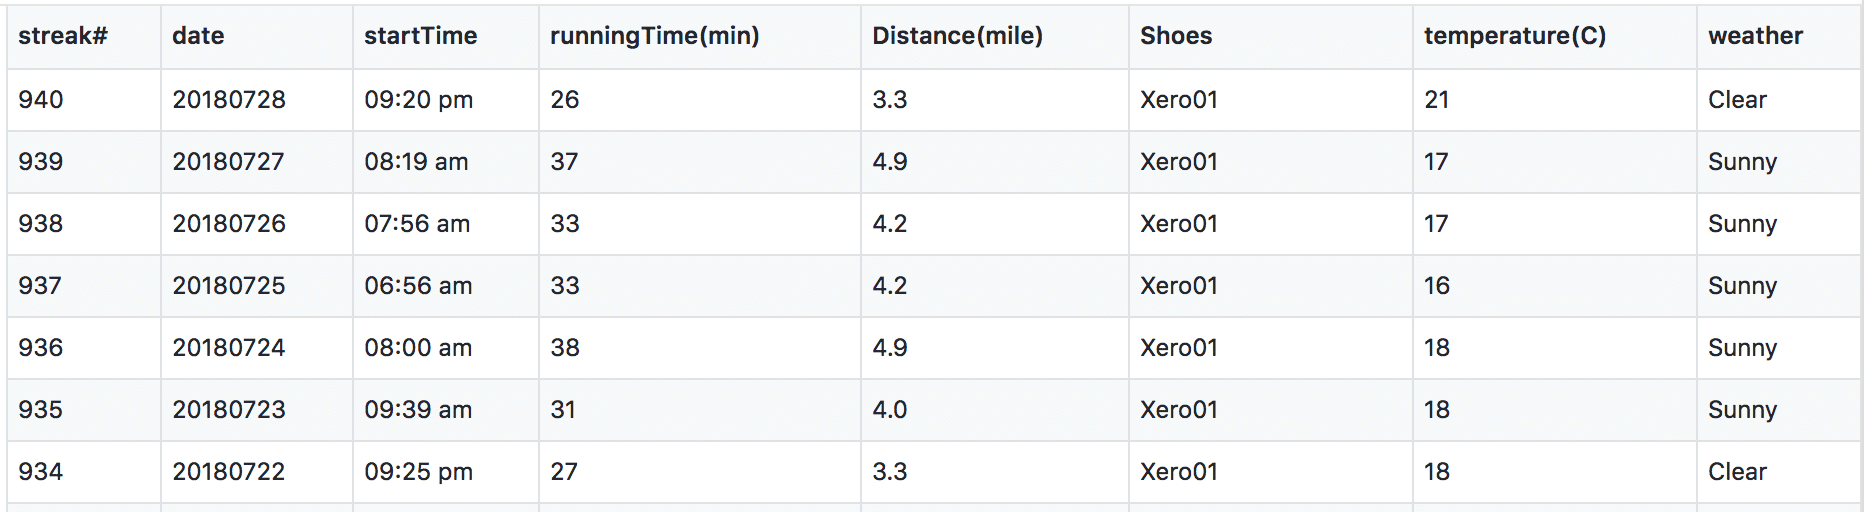 streak# date startTime runningTime(min) Distance(mile) Shoes temperature(C) weather
940 20180728 09:20 pm 26 3.3 Xero01 21 Clear
939 20180727 08:19 am 37 4.9 Xero01 17 Sunny
938 20180726 07:56 am 33 4.2 Xero01 17 Sunny
937 20180725 06:56 am 33 4.2 Xero01 16 Sunny
936 20180724 08:00 am 38 4.9 Xero01 18 Sunny
935 20180723 09:39 am 31 4.0 Xero01 18 Sunny
934 20180722 09:25 pm 27 3.3 Xero01 18 Clear